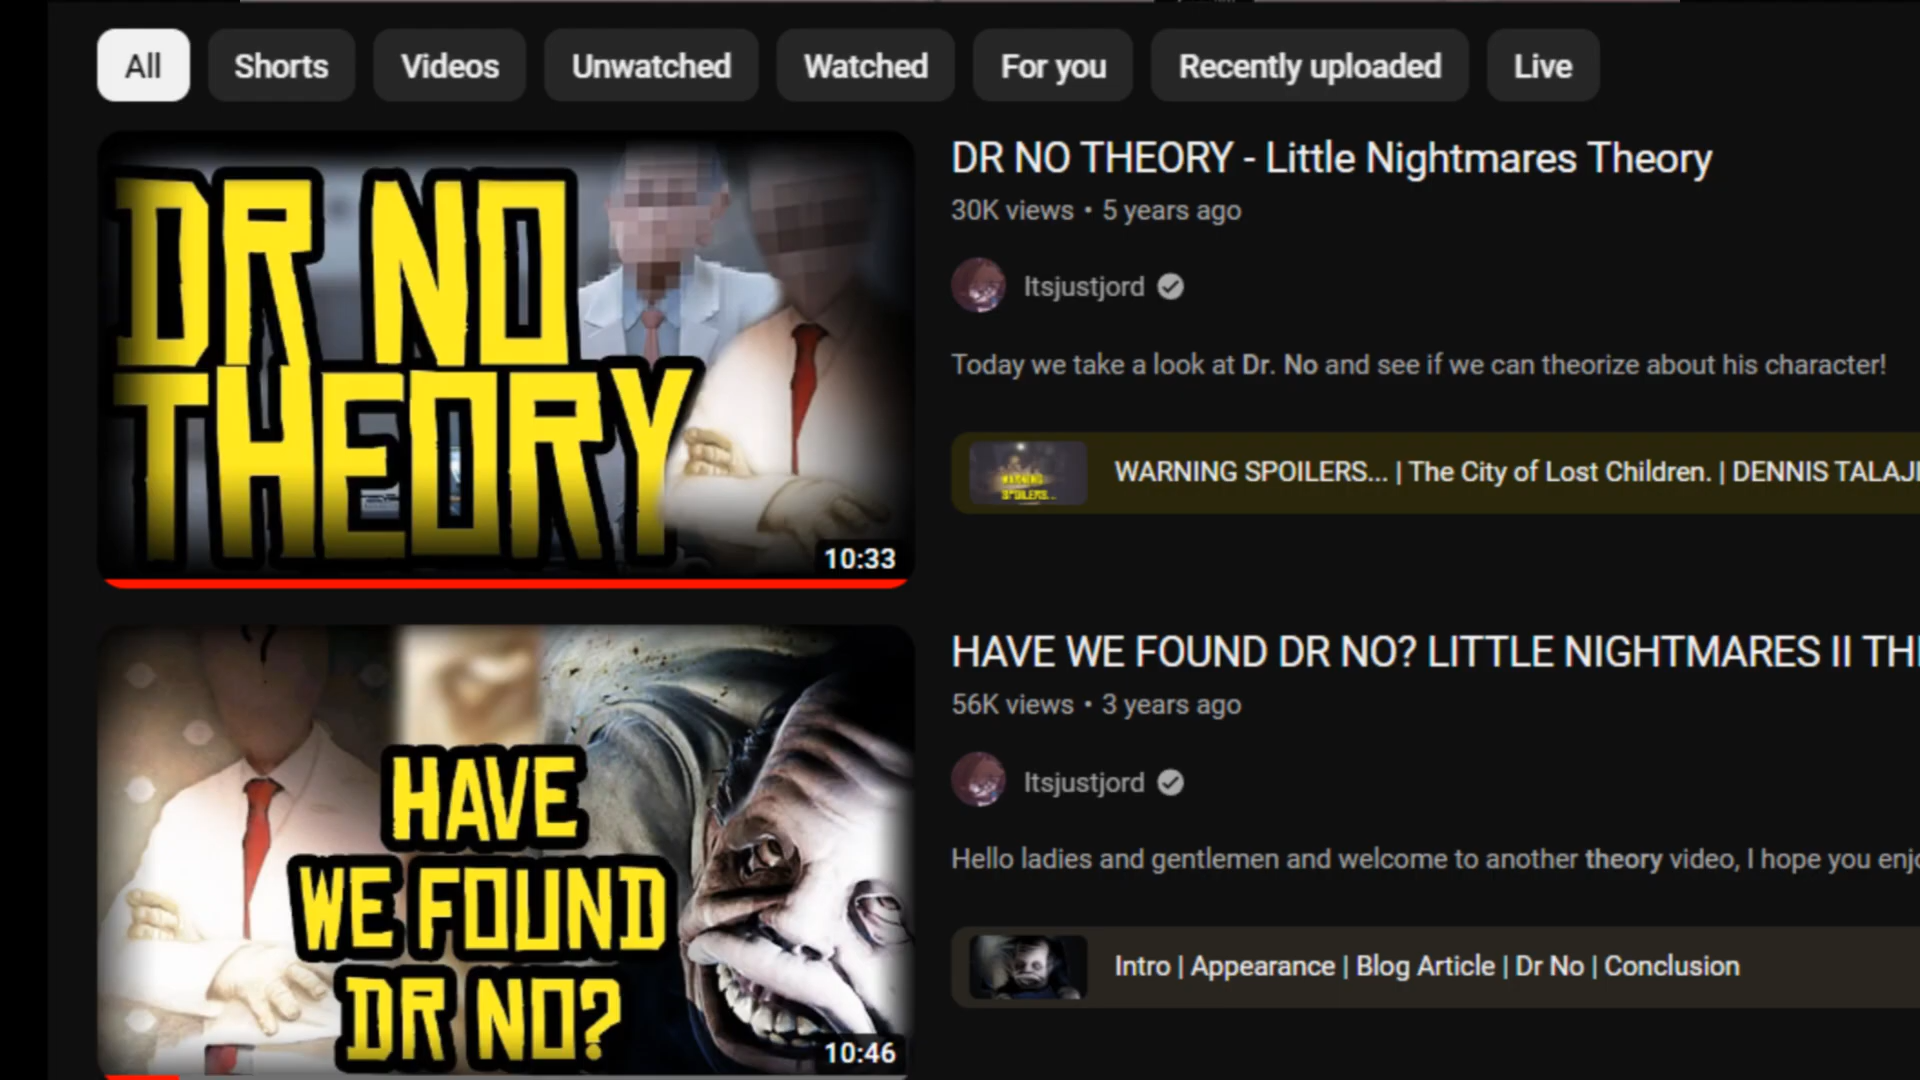 All
Shorts
Videos
Unwatched
Watched
For you
Recently uploaded
Live
DR NO
THEORY
10:33
DR NO THEORY - Little Nightmares Theory
30K views • 5 years ago
Itsjustjord
Today we take a look at Dr. No and see if we can theorize about his character!
WARNING
SPOILERS...
WARNING SPOILERS... | The City of Lost Children. | DENNIS TALAJI
HAVE
WE FOUND
DR NO?
10:46
HAVE WE FOUND DR NO? LITTLE NIGHTMARES II TH
56K views • 3 years ago
Itsjustjord
Hello ladies and gentlemen and welcome to another theory video, I hope you enj
Intro | Appearance | Blog Article | Dr No | Conclusion